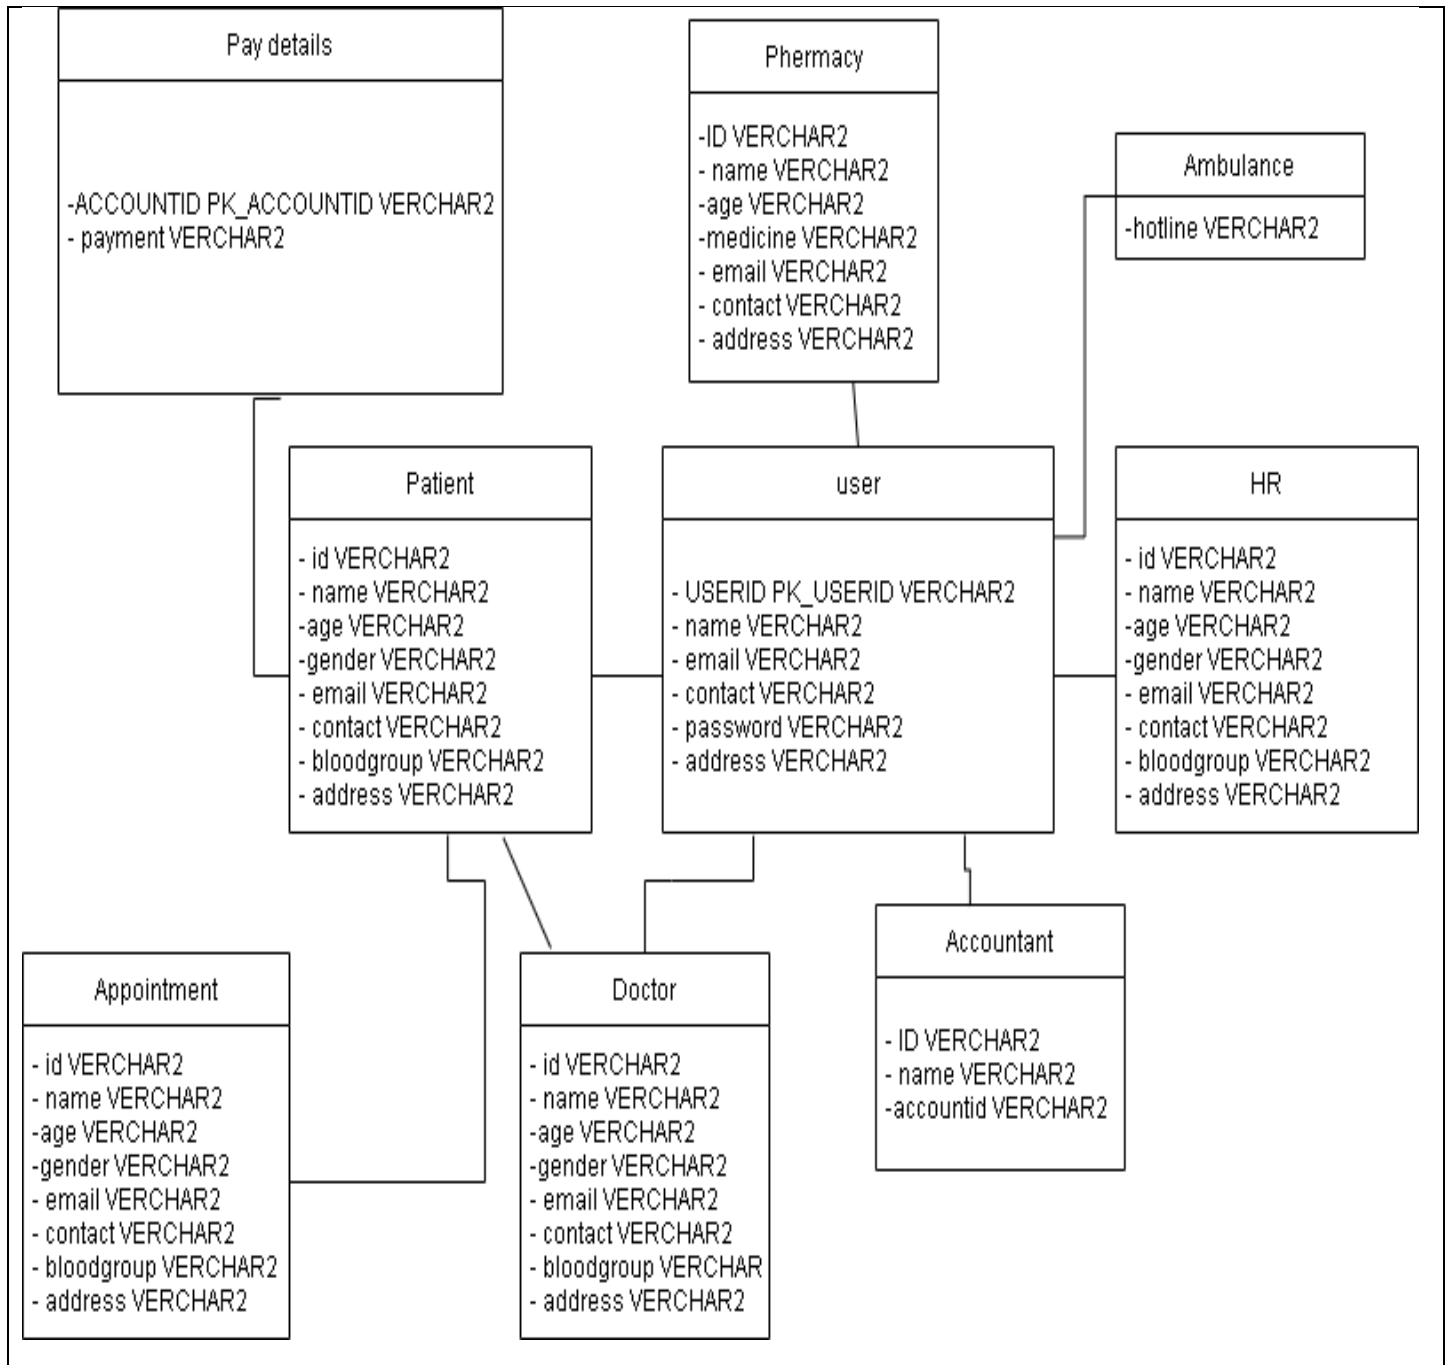 Pay details
-ACCOUNTID PK_ACCOUNTID VERCHAR2
- payment VERCHAR2
Phermacy
-ID VERCHAR2
- name VERCHAR2
-age VERCHAR2
-medicine VERCHAR2
- email VERCHAR2
- contact VERCHAR2
- address VERCHAR2
Ambulance
-hotline VERCHAR2
Patient
- id VERCHAR2
- name VERCHAR2
-age VERCHAR2
-gender VERCHAR2
- email VERCHAR2
- contact VERCHAR2
- bloodgroup VERCHAR2
- address VERCHAR2
user
- USERID PK_USERID VERCHAR2
- name VERCHAR2
- email VERCHAR2
- contact VERCHAR2
- password VERCHAR2
- address VERCHAR2
HR
- id VERCHAR2
- name VERCHAR2
-age VERCHAR2
-gender VERCHAR2
- email VERCHAR2
- contact VERCHAR2
- bloodgroup VERCHAR2
- address VERCHAR2
Appointment
- id VERCHAR2
- name VERCHAR2
-age VERCHAR2
-gender VERCHAR2
- email VERCHAR2
- contact VERCHAR2
- bloodgroup VERCHAR2
- address VERCHAR2
Doctor
- id VERCHAR2
- name VERCHAR2
-age VERCHAR2
-gender VERCHAR2
- email VERCHAR2
- contact VERCHAR2
- bloodgroup VERCHAR
- address VERCHAR2
Accountant
- ID VERCHAR2
- name VERCHAR2
-accountid VERCHAR2